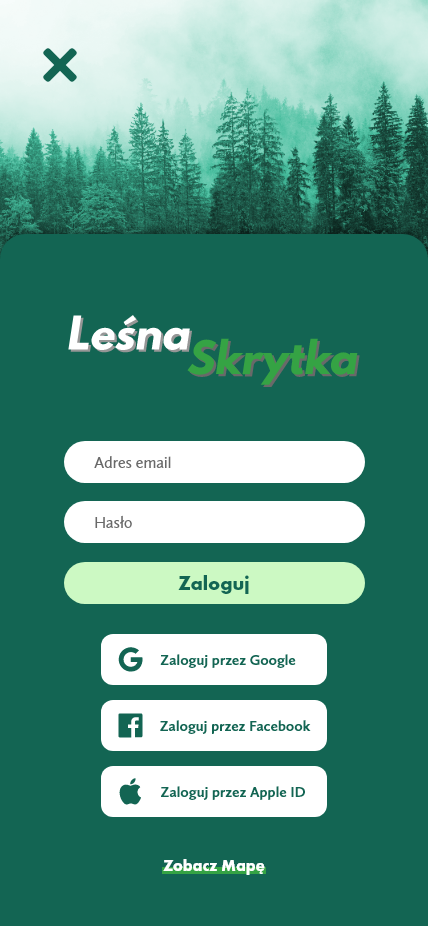 Leśna
Skrytka
Adres email
Hasło
Zaloguj
Zaloguj przez Google
Zaloguj przez Facebook
Zaloguj przez Apple ID
Zobacz Mapę